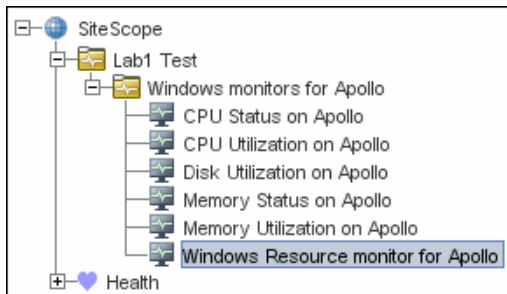 SiteScope
Lab1 Test
Windows monitors for Apollo
CPU Status on Apollo
CPU Utilization on Apollo
Disk Utilization on Apollo
Memory Status on Apollo
Memory Utilization on Apollo
Windows Resource monitor for Apollo
Health